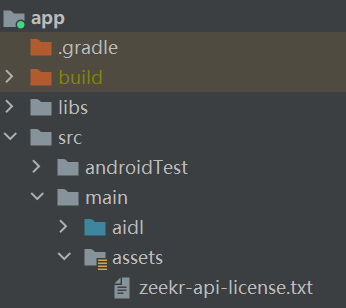 app
.gradle
build
libs
src
androidTest
main
aidl
assets
zeekr-api-license.txt